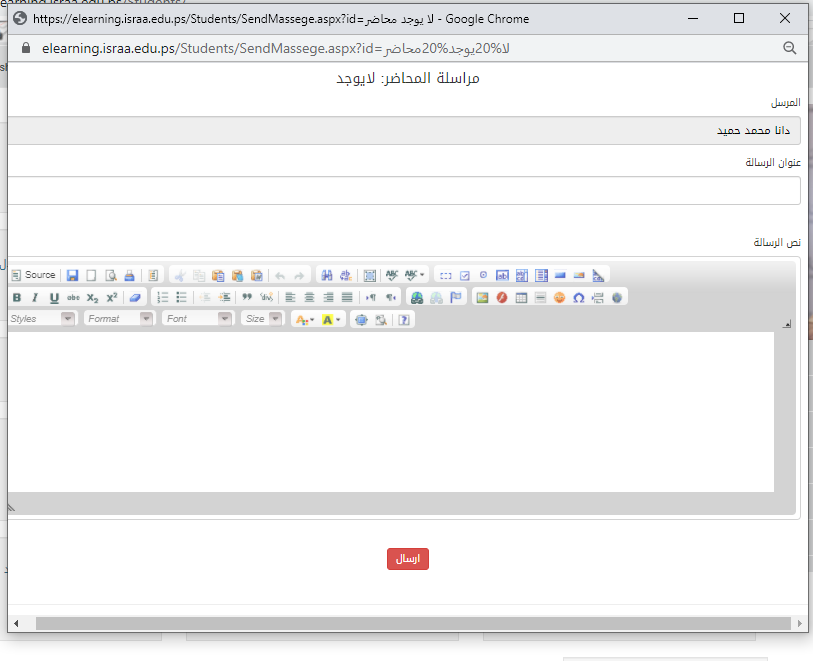 https://elearning.israa.edu.ps/Students/SendMassege.aspx?id=لا يوجد محاضر - Google Chrome
elearning.israa.edu.ps/Students/SendMassege.aspx?id=لا%20يوجد%20محاضر
مراسلة المحاضر: لايوجد
المرسل
دانا محمد حميد
عنوان الرسالة
نص الرسالة
Source
Styles Format Font Size
ارسال